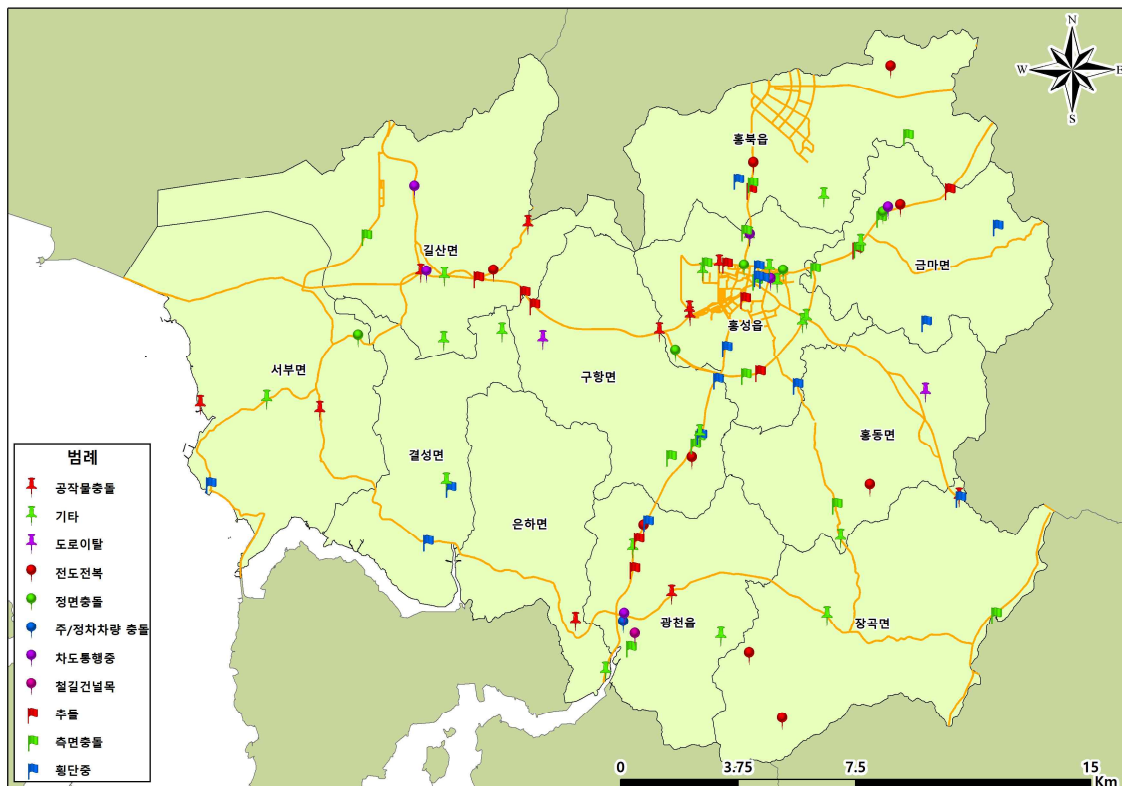 N
W
E
S
홍북읍
길산면
금마면
홍성읍
서부면
구항면
홍동면
결성면
은하면
광천읍
장곡면
범례
공작물충돌
기타
도로이탈
전도전복
정면충돌
주/정차차량 충돌
차도통행중
철길건널목
추돌
측면충돌
횡단중
0 3.75 7.5 15
Km